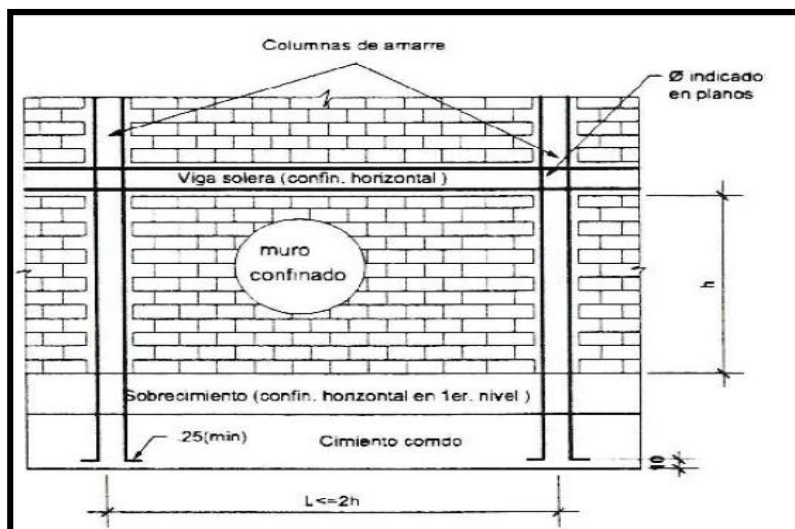 Columnas de amarre
Ø indicado
en planos
Viga solera (confin. horizontal )
muro
confinado
h
Sobrecimiento (confin. horizontal en 1er. nivel )
.25(min)
Cimiento corrido
10
L<=2h